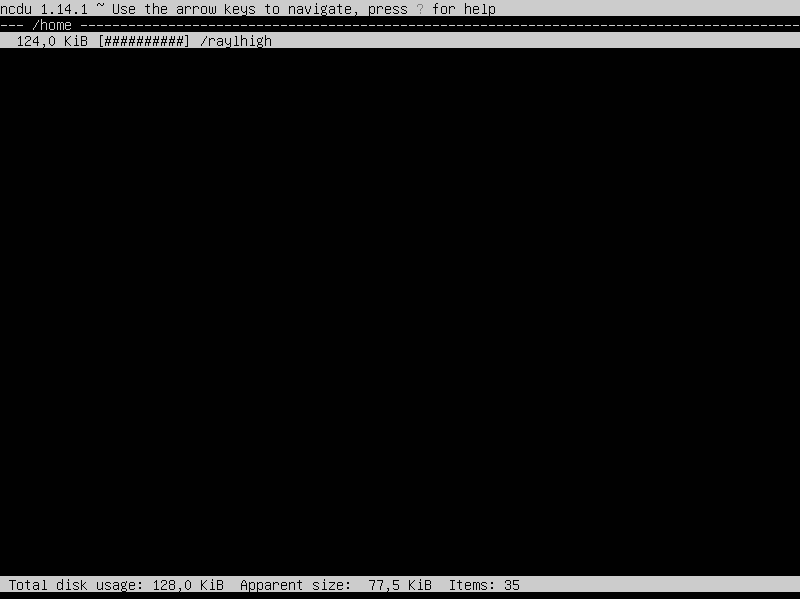 ncdu 1.14.1 ~ Use the arrow keys to navigate, press ? for help
--- /home ------------------------------------------------------------------------------------------
124,0 KiB [##########] /raylhigh
Total disk usage: 128,0 KiB  Apparent size:  77,5 KiB  Items: 35